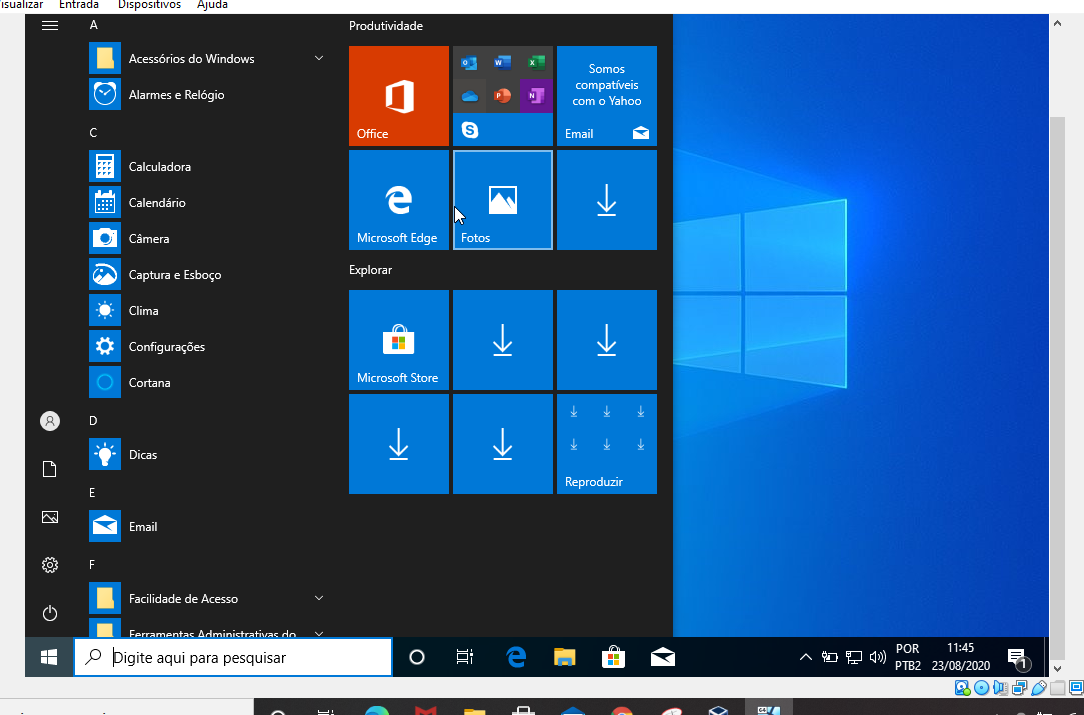 Visualizar Entrada Dispositivos Ajuda
A
Acessórios do Windows
Alarmes e Relógio
C
Calculadora
Calendário
Câmera
Captura e Esboço
Clima
Configurações
Cortana
D
Dicas
E
Email
F
Facilidade de Acesso
Ferramentas Administrativas do
Produtividade
Office
Somos
compatíveis
com o Yahoo
Email
Microsoft Edge
Fotos
Explorar
Microsoft Store
Reproduzir
Digite aqui para pesquisar
POR
PTB2
11:45
23/08/2020
1